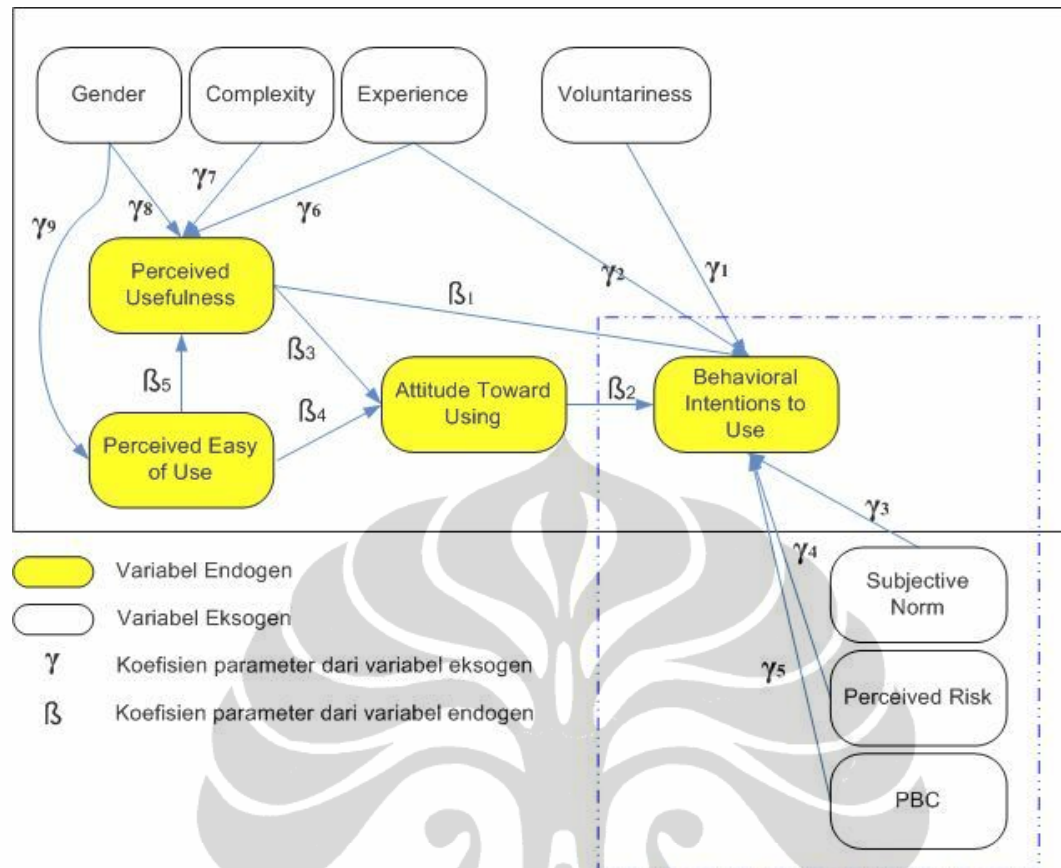 Gender
Complexity
Experience
Voluntariness
γ9
γ8
γ7
γ6
γ2
γ1
Perceived
Usefulness
ß1
ß3
ß5
ß4
Attitude Toward
Using
ß2
Behavioral
Intentions to
Use
Perceived Easy
of Use
γ3
γ4
γ5
Subjective
Norm
Perceived Risk
PBC
Variabel Endogen
Variabel Eksogen
γ Koefisien parameter dari variabel eksogen
ß Koefisien parameter dari variabel endogen